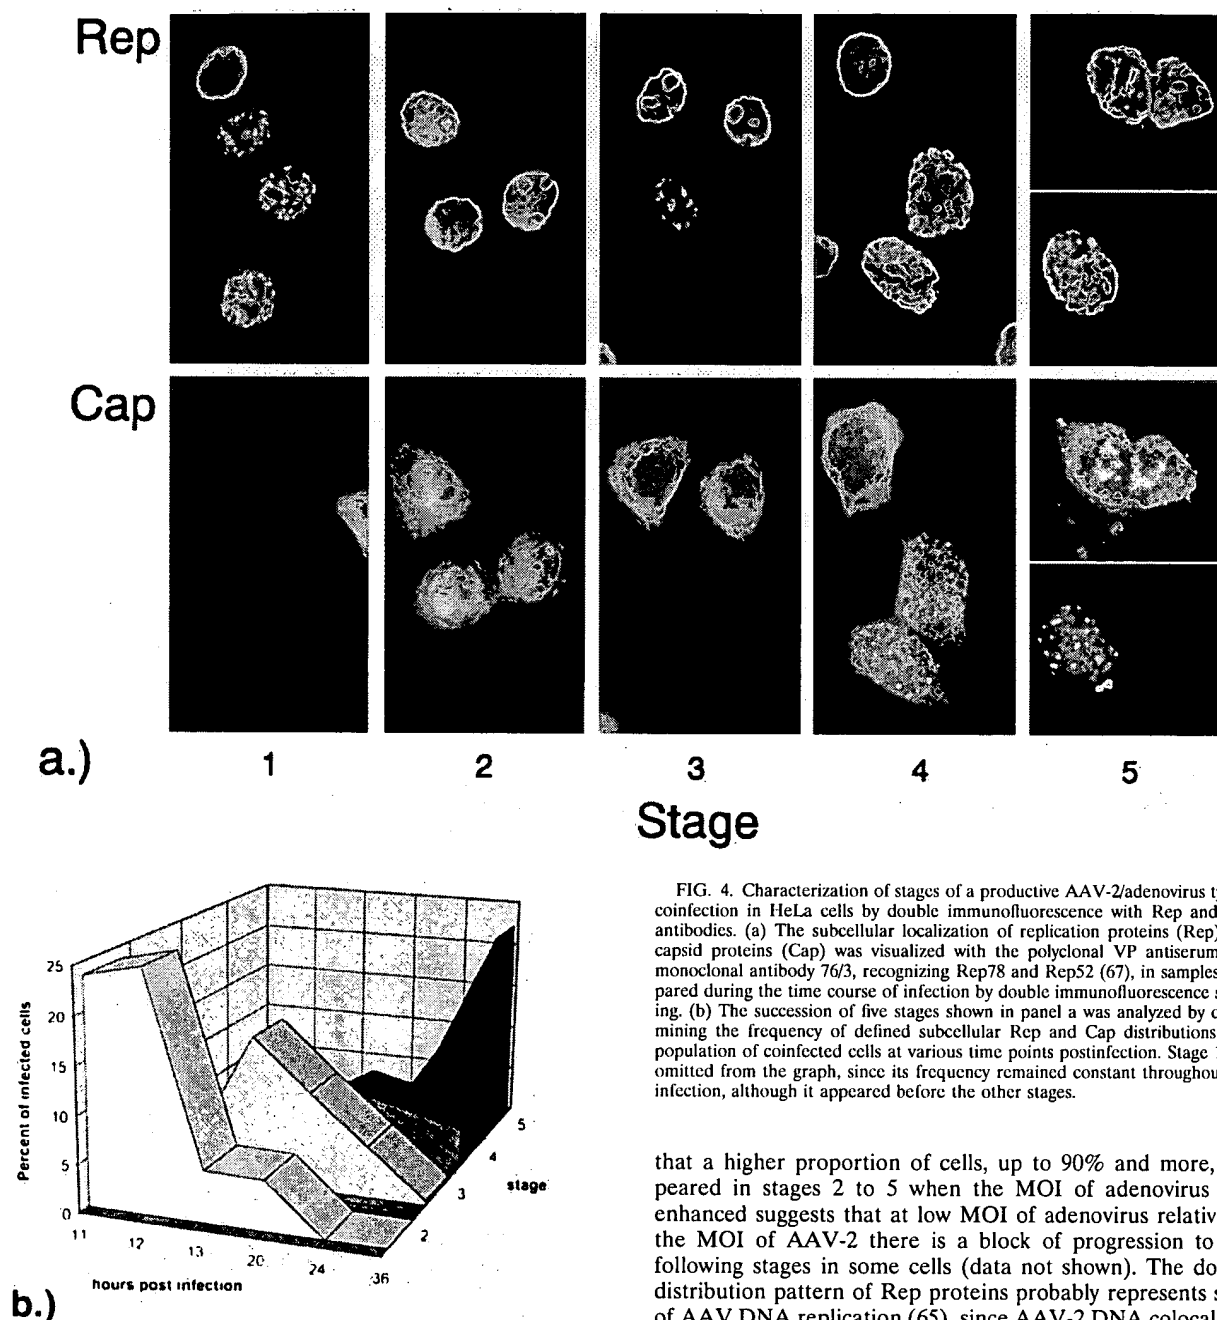 Rep
Cap
a.)
1 2 3 4 5
Stage
25
20
15
10
5
0
Percent of infected cells
11 12 13 20 24 36
hours post infection
2 3 4 5
stage
b.)
FIG. 4. Characterization of stages of a productive AAV-2/adenovirus
coinfection in HeLa cells by double immunofluorescence with Rep and
antibodies. (a) The subcellular localization of replication proteins (Rep)
capsid proteins (Cap) was visualized with the polyclonal VP antiserum
monoclonal antibody 76/3, recognizing Rep78 and Rep52 (67), in samples
pared during the time course of infection by double immunofluorescence
ing. (b) The succession of five stages shown in panel a was analyzed by
mining the frequency of defined subcellular Rep and Cap distributions
population of coinfected cells at various time points postinfection. Stage
omitted from the graph, since its frequency remained constant throughout
infection, although it appeared before the other stages.
that a higher proportion of cells, up to 90% and more,
peared in stages 2 to 5 when the MOI of adenovirus
enhanced suggests that at low MOI of adenovirus
the MOI of AAV-2 there is a block of progression to
following stages in some cells (data not shown). The
distribution pattern of Rep proteins probably represents
of AAV DNA replication (65), since AAV-2 DNA